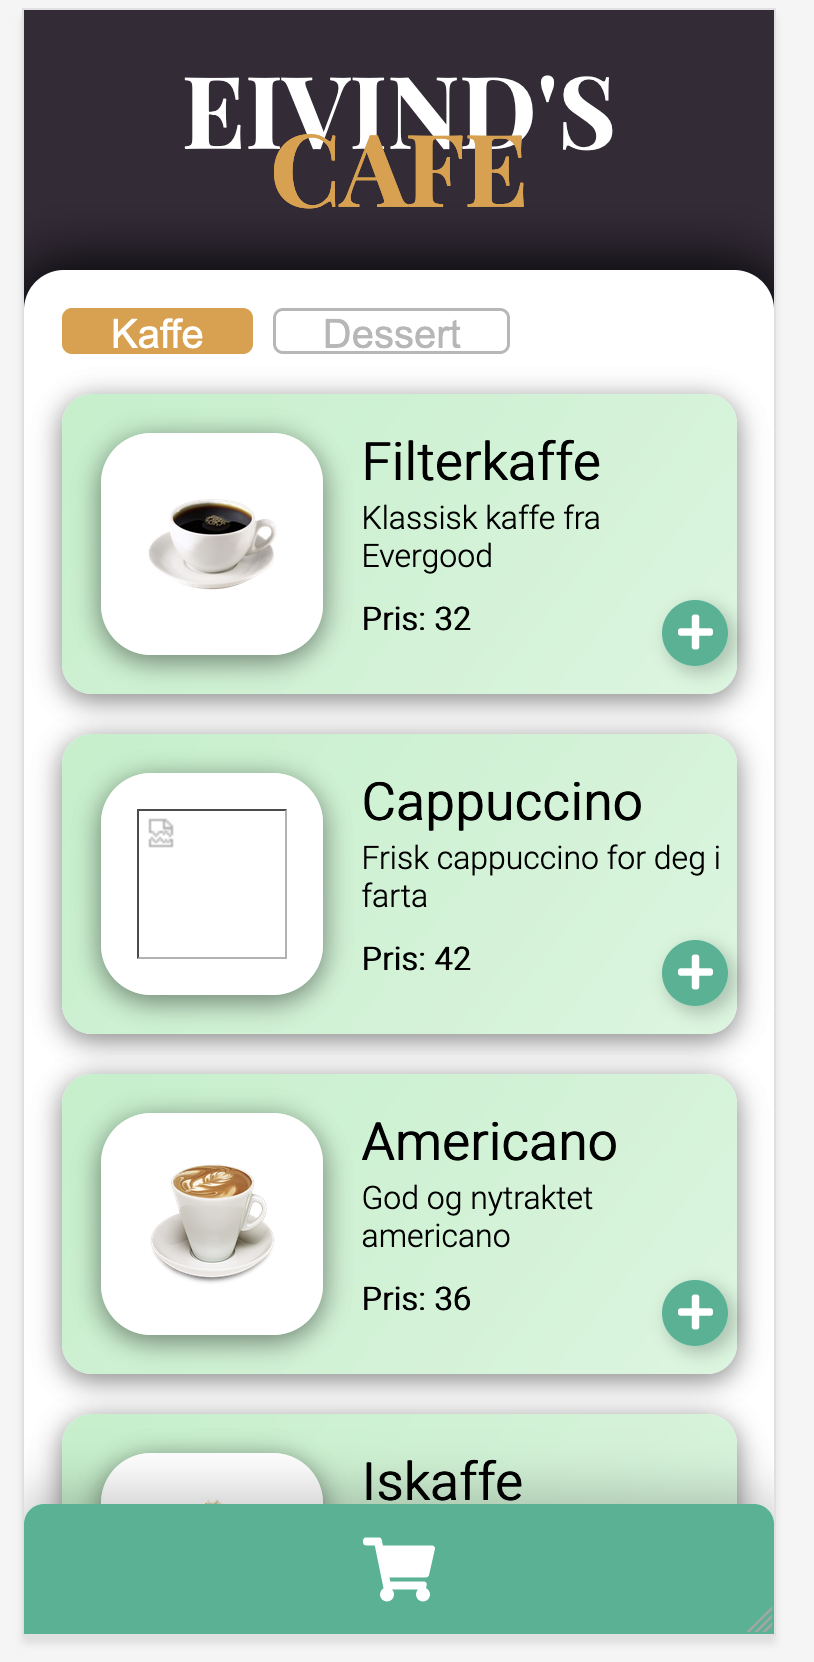 EIVIND'S
CAFE
Kaffe
Dessert
Filterkaffe
Klassisk kaffe fra
Evergood
Pris: 32
Cappuccino
Frisk cappuccino for deg i
farta
Pris: 42
Americano
God og nytraktet
americano
Pris: 36
Iskaffe